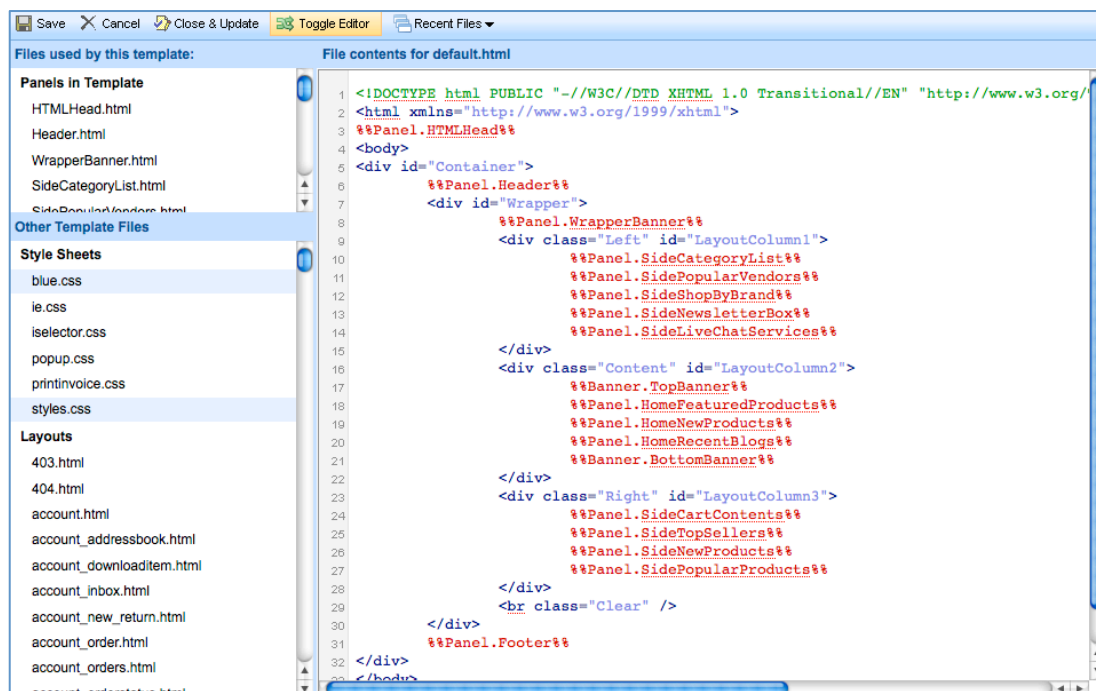 Save Cancel Close & Update Toggle Editor Recent Files
Files used by this template:
Panels in Template
HTMLHead.html
Header.html
WrapperBanner.html
SideCategoryList.html
SidePopularVendors.html
Other Template Files
Style Sheets
blue.css
ie.css
iselector.css
popup.css
printinvoice.css
styles.css
Layouts
403.html
404.html
account.html
account_addressbook.html
account_downloaditem.html
account_inbox.html
account_new_return.html
account_order.html
account_orders.html
account_orderstatus.html
File contents for default.html
1 <!DOCTYPE html PUBLIC "-//W3C//DTD XHTML 1.0 Transitional//EN" "http://www.w3.org/
2 <html xmlns="http://www.w3.org/1999/xhtml">
3 %%Panel.HTMLHead%%
4 <body>
5 <div id="Container">
6 %%Panel.Header%%
7 <div id="Wrapper">
8 %%Panel.WrapperBanner%%
9 <div class="Left" id="LayoutColumn1">
10 %%Panel.SideCategoryList%%
11 %%Panel.SidePopularVendors%%
12 %%Panel.SideShopByBrand%%
13 %%Panel.SideNewsletterBox%%
14 %%Panel.SideLiveChatServices%%
15 </div>
16 <div class="Content" id="LayoutColumn2">
17 %%Banner.TopBanner%%
18 %%Panel.HomeFeaturedProducts%%
19 %%Panel.HomeNewProducts%%
20 %%Panel.HomeRecentBlogs%%
21 %%Banner.BottomBanner%%
22 </div>
23 <div class="Right" id="LayoutColumn3">
24 %%Panel.SideCartContents%%
25 %%Panel.SideTopSellers%%
26 %%Panel.SideNewProducts%%
27 %%Panel.SidePopularProducts%%
28 </div>
29 <br class="Clear" />
30 </div>
31 %%Panel.Footer%%
32 </div>
33 </body>